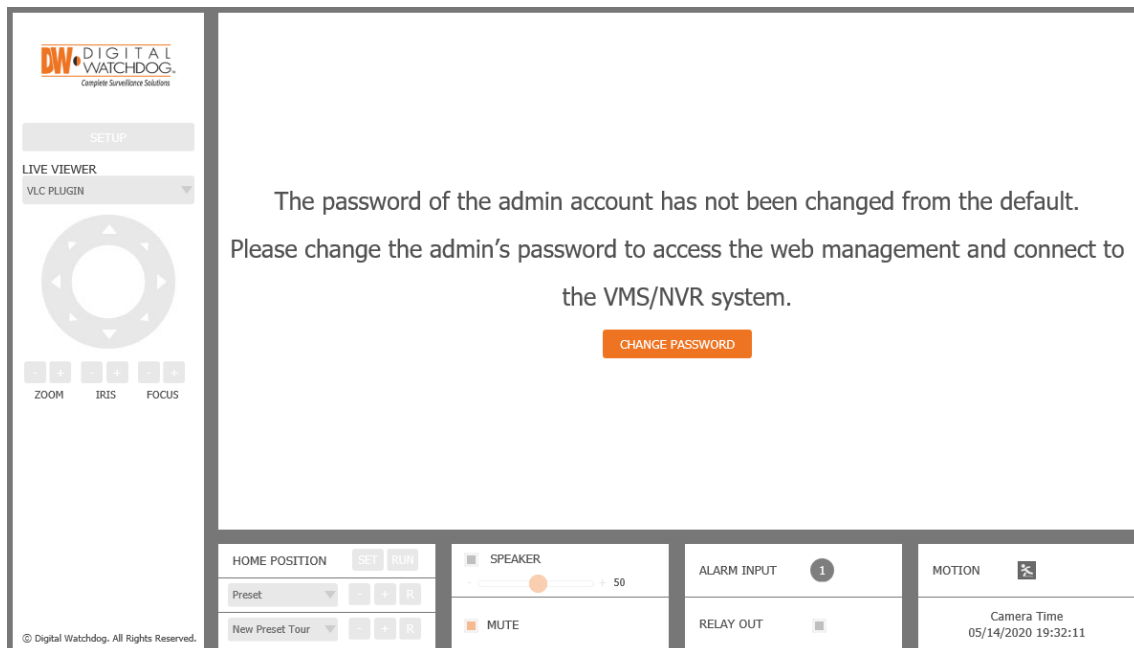 DW DIGITAL
WATCHDOG
Complete Surveillance Solutions
SETUP
LIVE VIEWER
VLC PLUGIN
- + - + - +
ZOOM IRIS FOCUS
© Digital Watchdog. All Rights Reserved.
The password of the admin account has not been changed from the default.
Please change the admin's password to access the web management and connect to
the VMS/NVR system.
CHANGE PASSWORD
HOME POSITION SET RUN
Preset - + R
New Preset Tour - + R
SPEAKER
- + 50
MUTE
ALARM INPUT 1
RELAY OUT
MOTION
Camera Time
05/14/2020 19:32:11